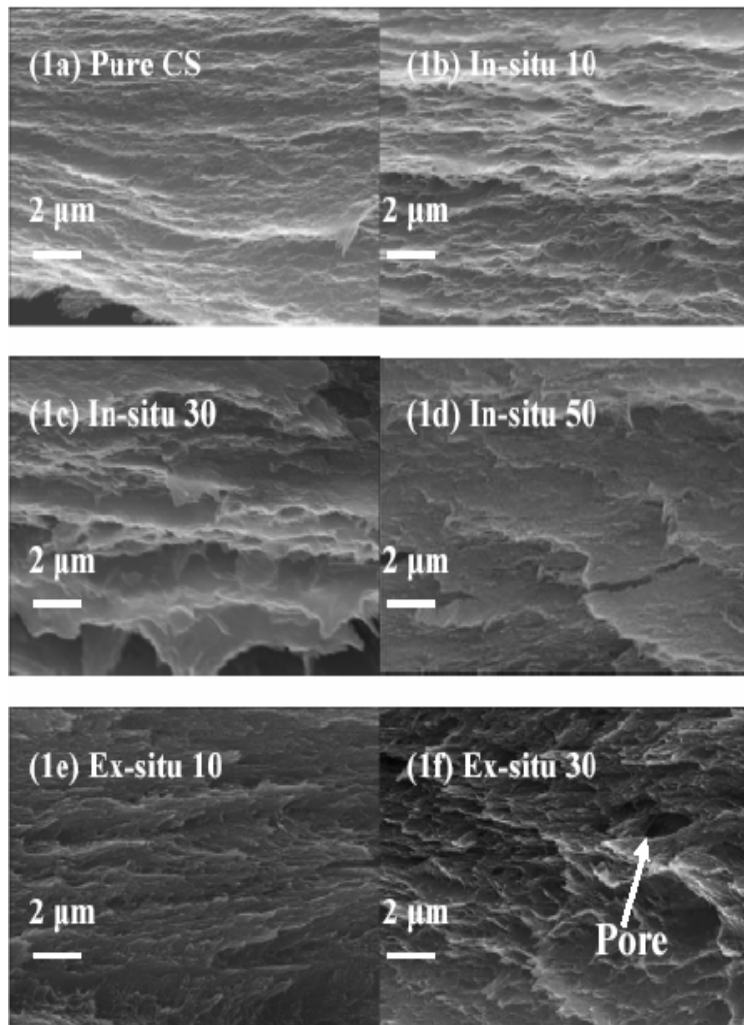 (1a) Pure CS
2 µm
(1b) In-situ 10
2 µm
(1c) In-situ 30
2 µm
(1d) In-situ 50
2 µm
(1e) Ex-situ 10
2 µm
(1f) Ex-situ 30
Pore
2 µm